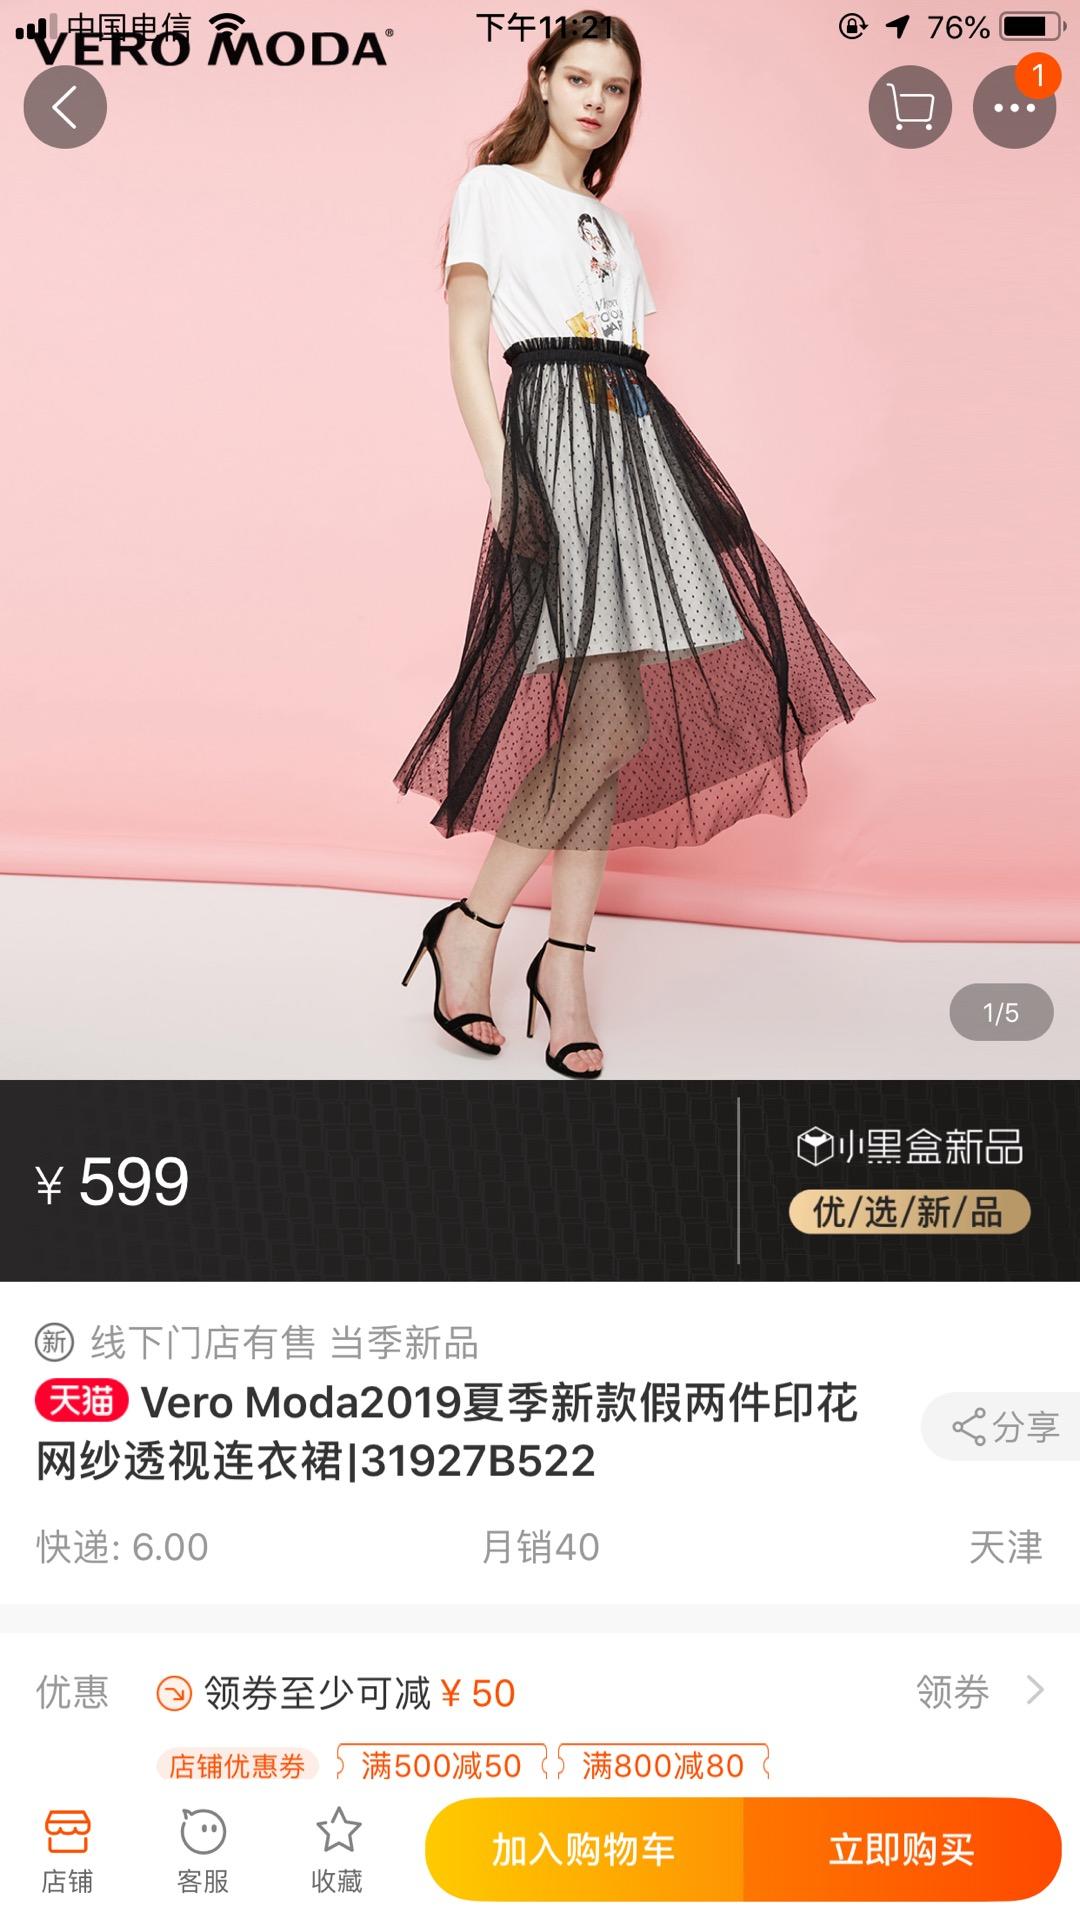 中国电信
下午11:21
76%
VERO MODA®
1
1/5
¥ 599
小黑盒新品
优/选/新/品
新 线下门店有售 当季新品
天猫 Vero Moda2019夏季新款假两件印花
网纱透视连衣裙|31927B522
分享
快递: 6.00
月销40
天津
优惠
领券至少可减 ¥ 50
领券
店铺优惠券
满500减50
满800减80
店铺
客服
收藏
加入购物车
立即购买